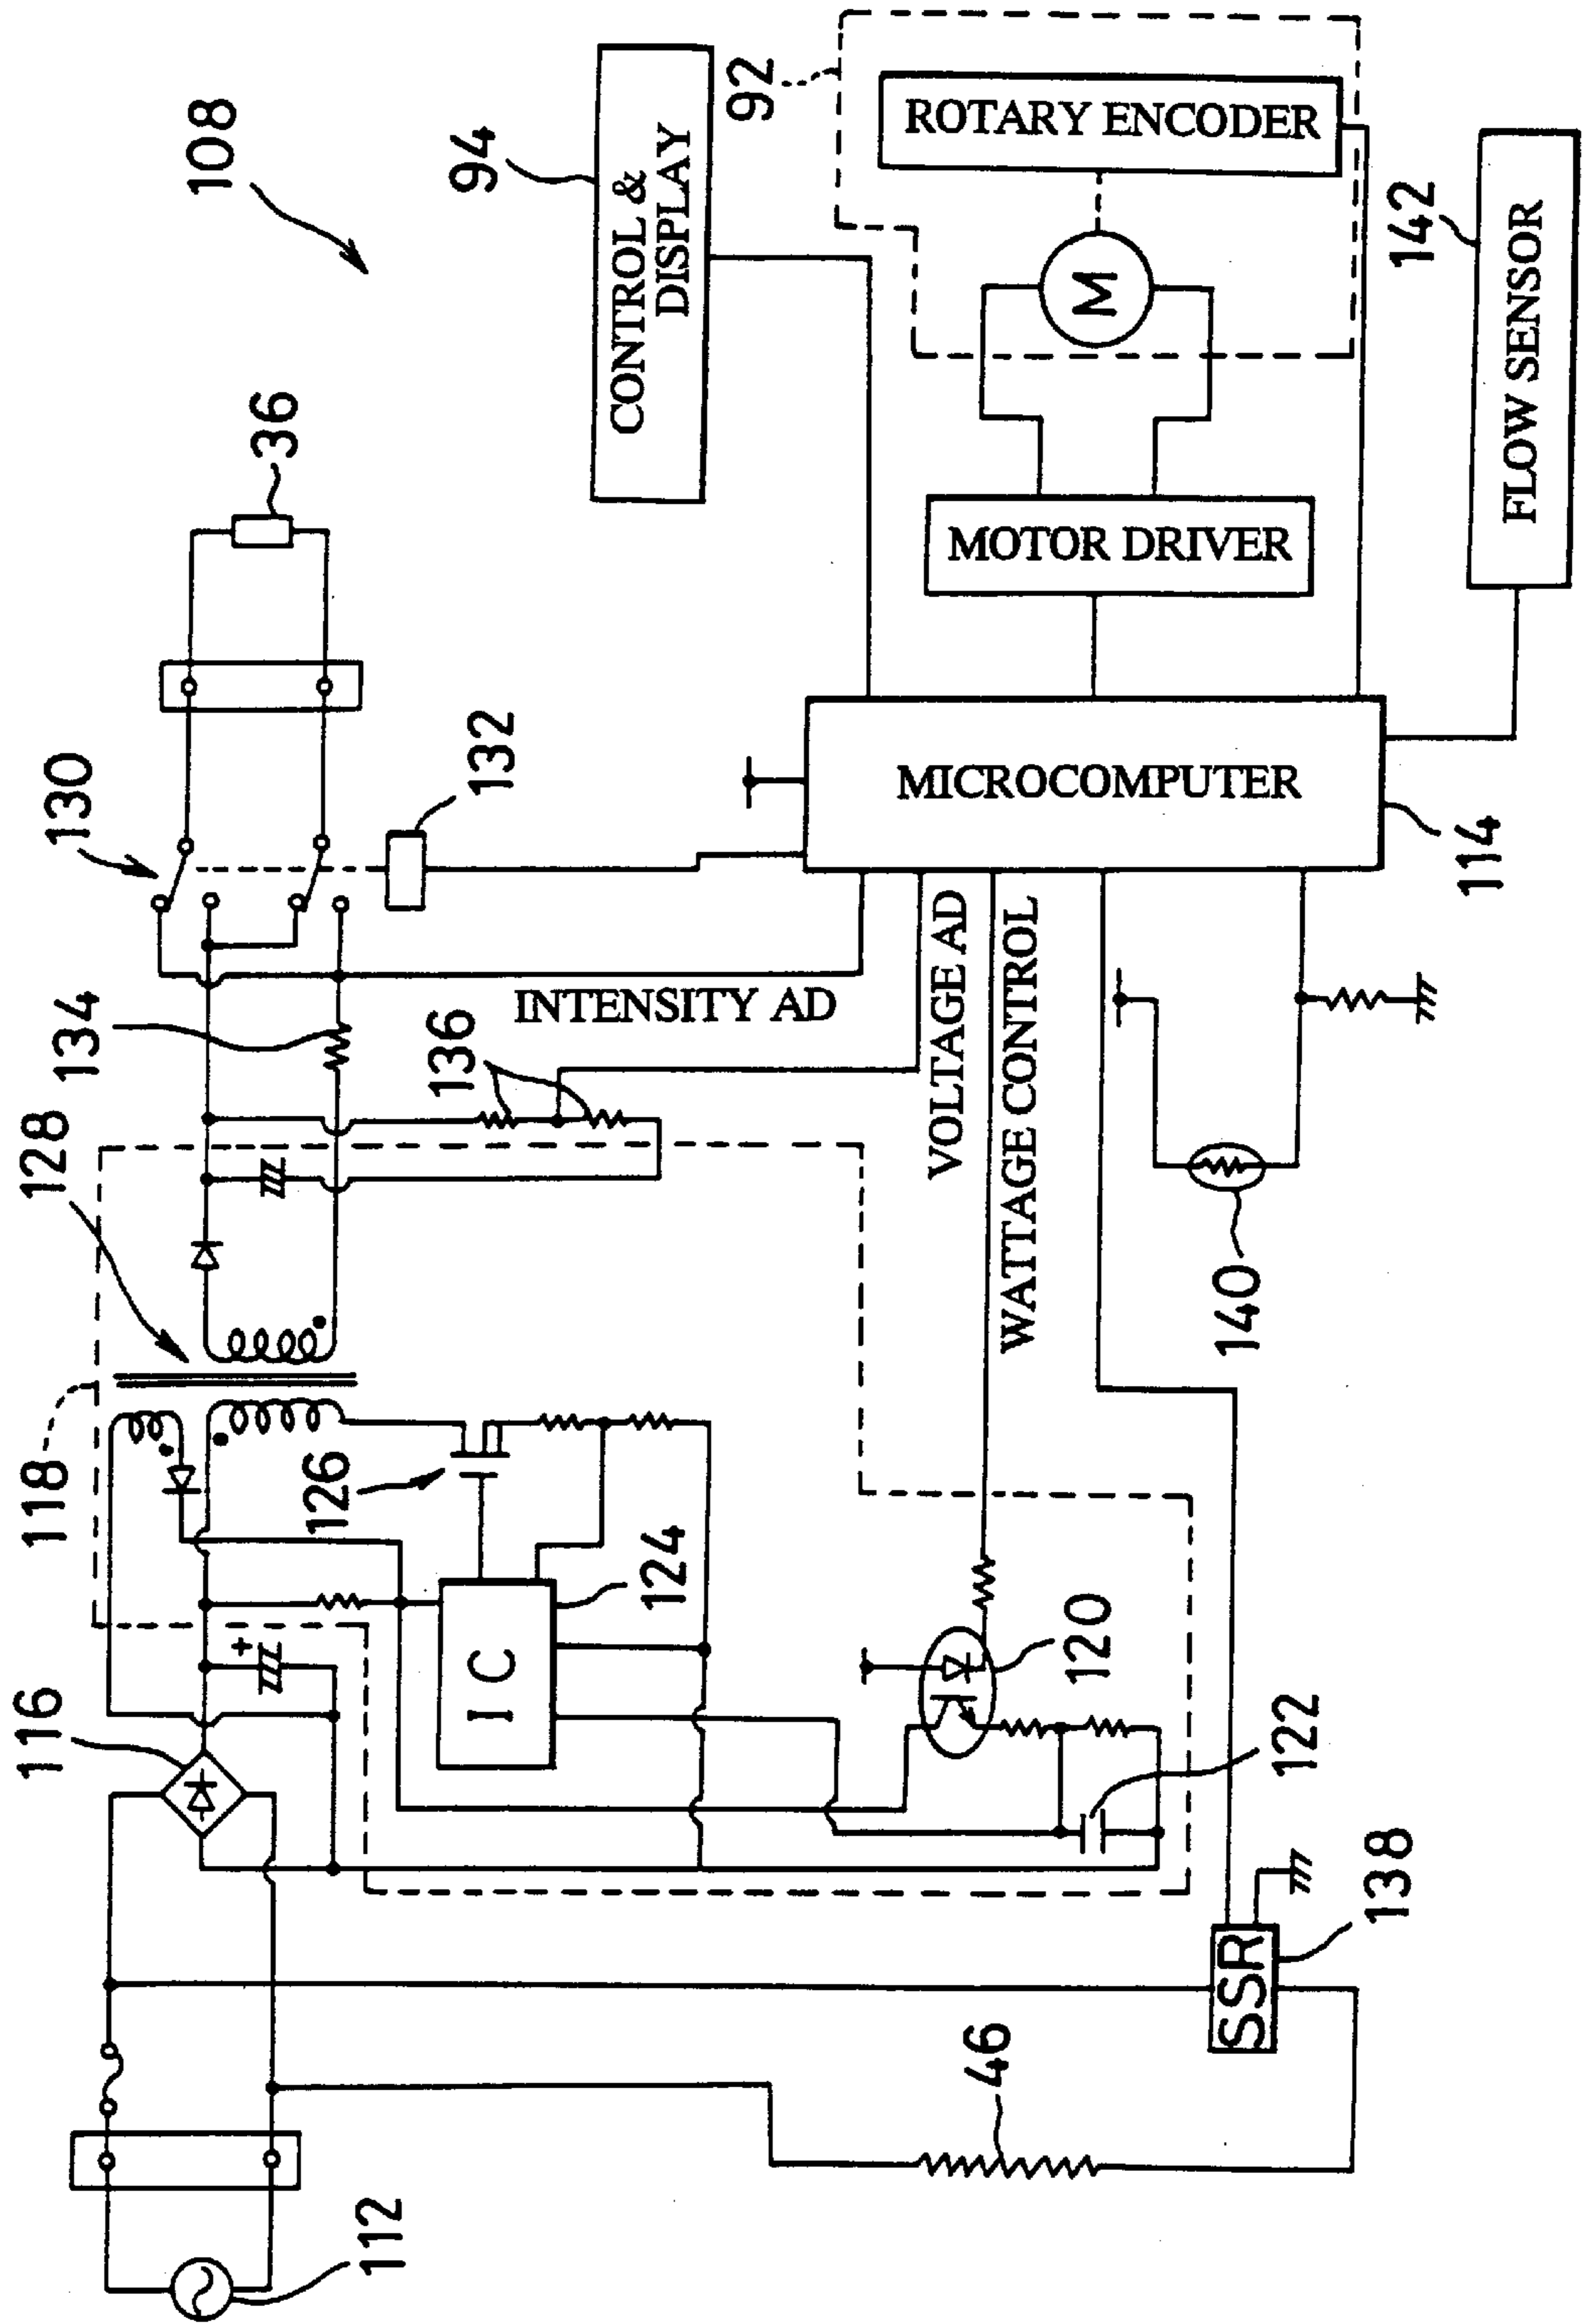 108
94
CONTROL &
DISPLAY
92
ROTARY ENCODER
M
142
FLOW SENSOR
36
MOTOR DRIVER
130
132
MICROCOMPUTER
114
134
INTENSITY AD
136
VOLTAGE AD
WATTAGE CONTROL
128
140
118
126
124
IC
120
116
+
122
138
SSR
46
112